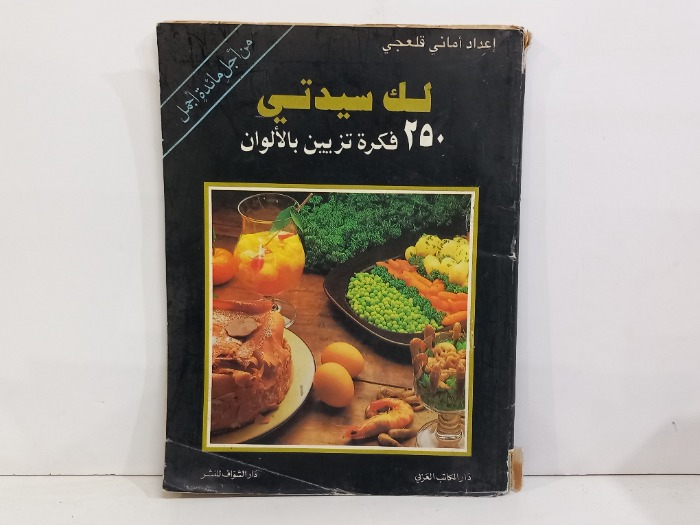 إعداد أماني قلعجي
من أجل مائدة أجمل
لك سيدتي
٢٥٠ فكرة تزيين بالألوان
دار الكاتب العربي
دار الشواف للنشر